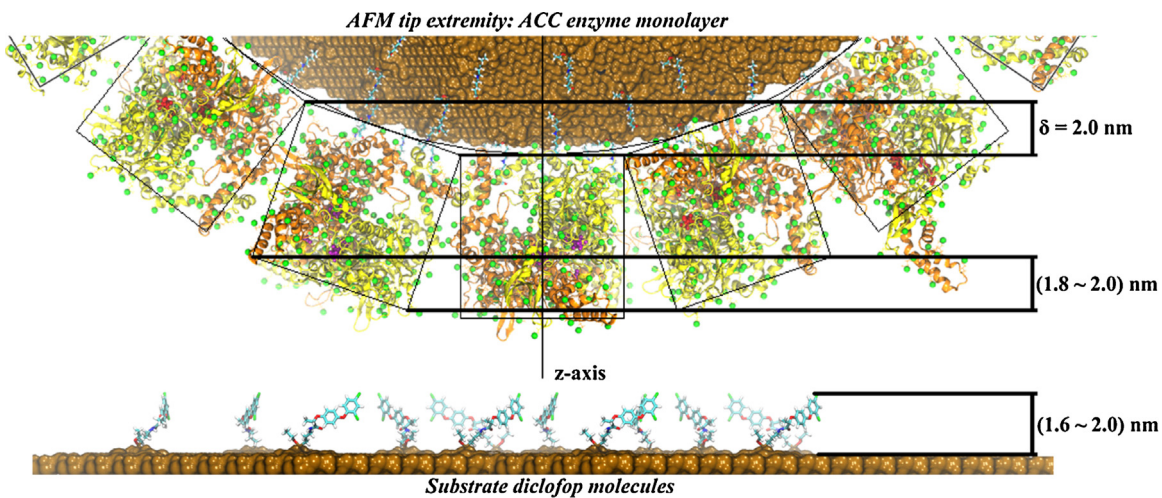 AFM tip extremity: ACC enzyme monolayer
δ = 2.0 nm
(1.8 ~ 2.0) nm
z-axis
(1.6 ~ 2.0) nm
Substrate diclofop molecules